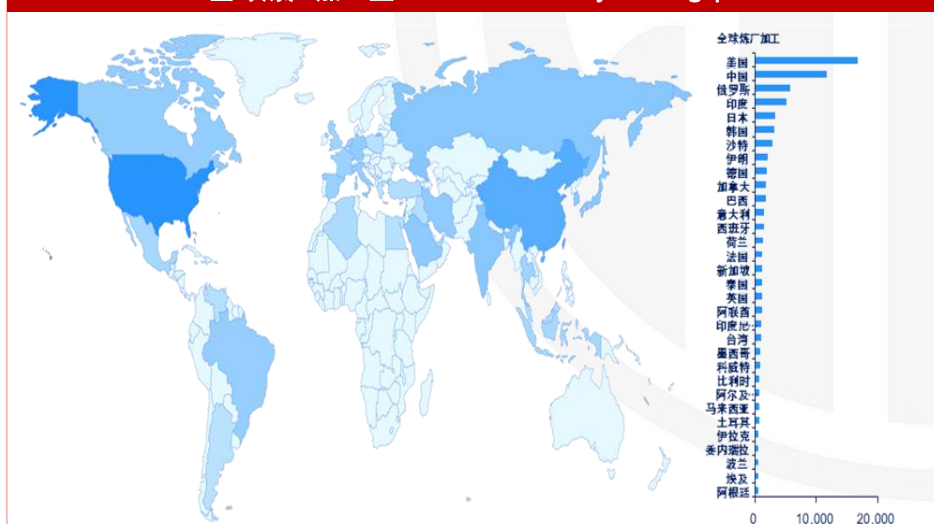 全球炼厂加工
美国
中国
俄罗斯
印度
日本
韩国
沙特
伊朗
德国
加拿大
巴西
意大利
西班牙
荷兰
法国
新加坡
泰国
英国
阿联酋
印度尼
台湾
墨西哥
科威特
比利时
阿尔及
马来西亚
土耳其
伊拉克
委内瑞拉
波兰
埃及
阿根廷
0 10,000 20,000